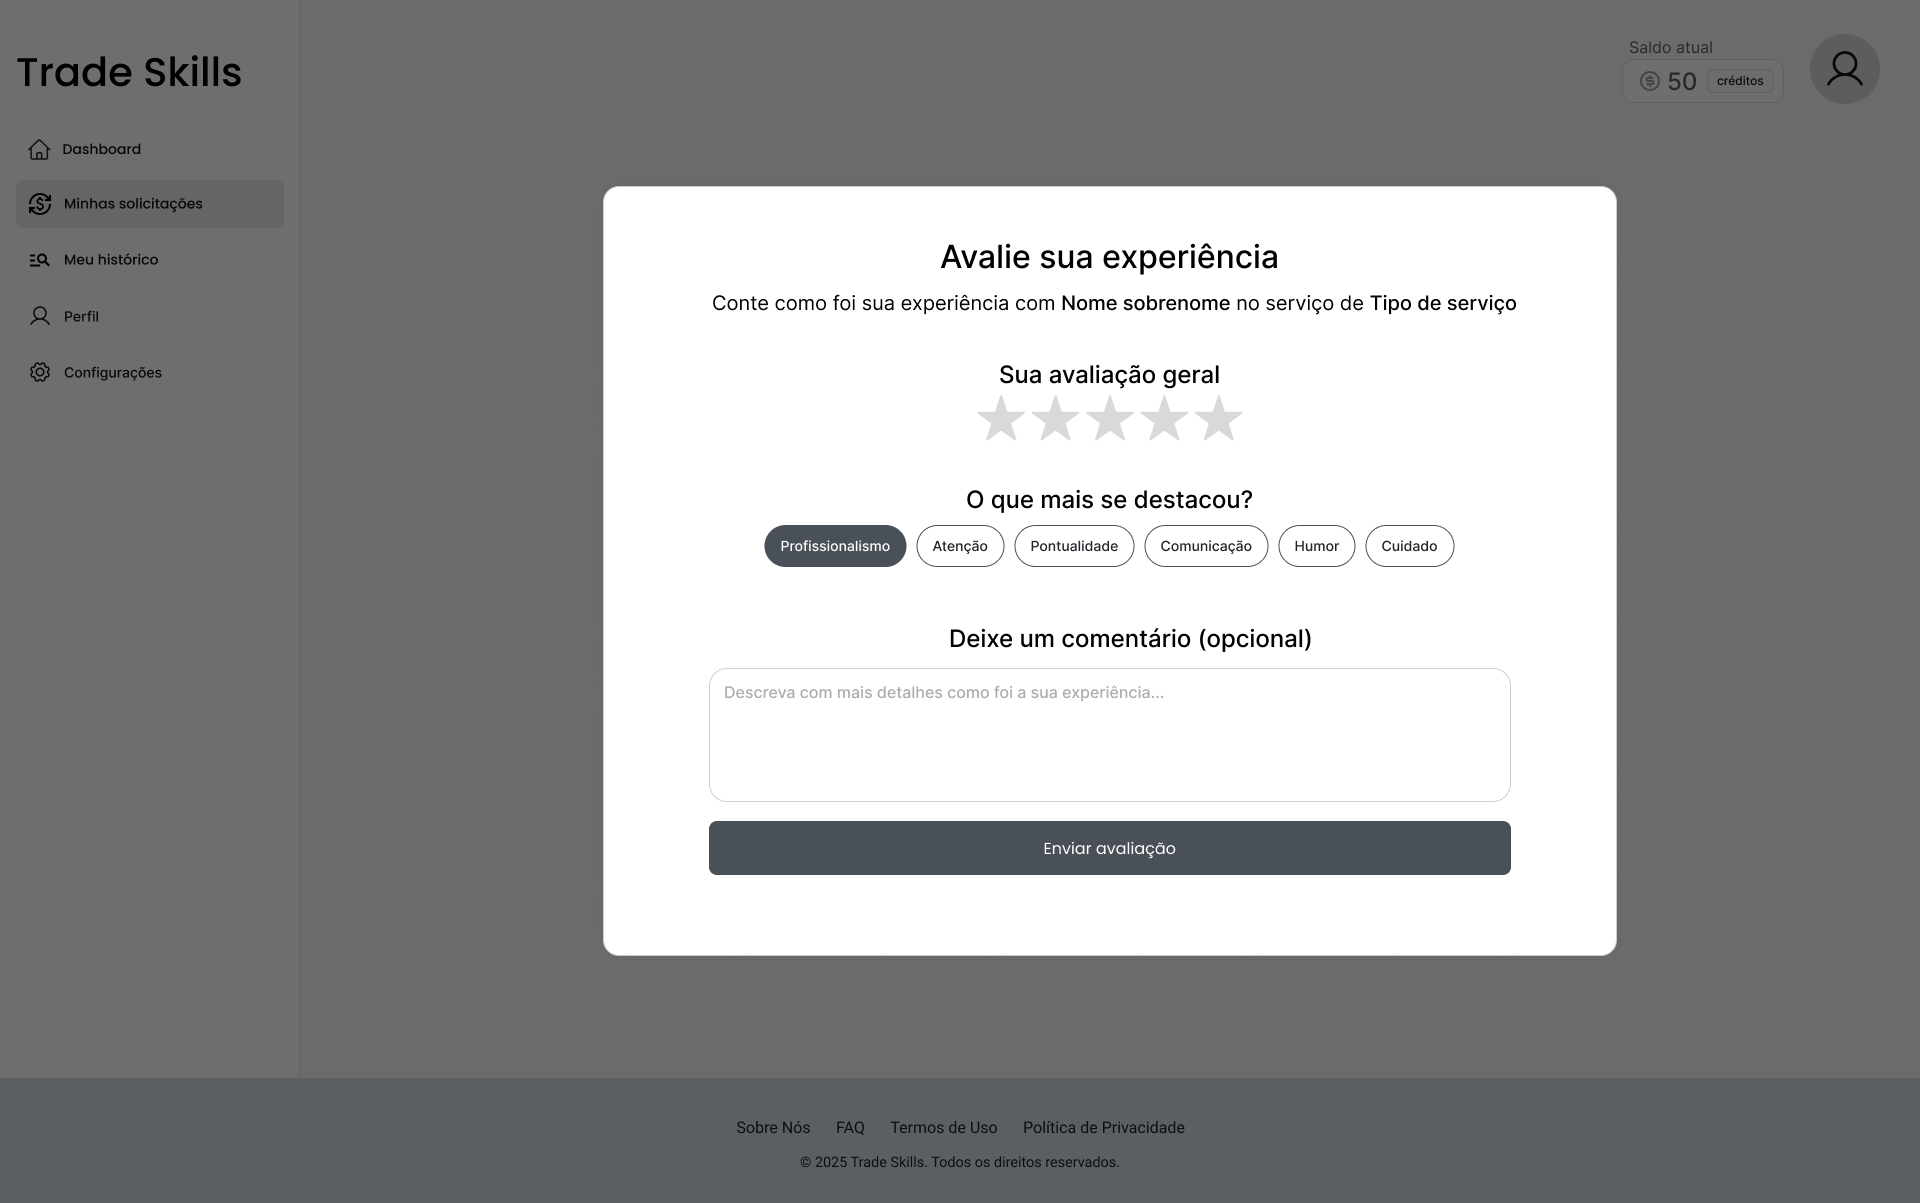 Trade Skills
Dashboard
Minhas solicitações
Meu histórico
Perfil
Configurações
Saldo atual
50 créditos
Avalie sua experiência
Conte como foi sua experiência com Nome sobrenome no serviço de Tipo de serviço
Sua avaliação geral
O que mais se destacou?
Profissionalismo Atenção Pontualidade Comunicação Humor Cuidado
Deixe um comentário (opcional)
Descreva com mais detalhes como foi a sua experiência...
Enviar avaliação
Sobre Nós FAQ Termos de Uso Política de Privacidade
© 2025 Trade Skills. Todos os direitos reservados.